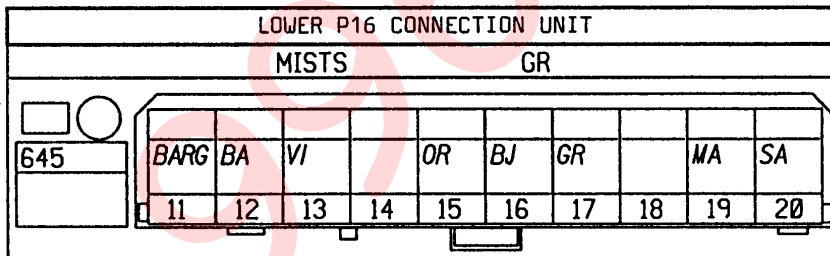 LOWER P16 CONNECTION UNIT
MISTS GR
645 BARG BA VI OR BJ GR MA SA
11 12 13 14 15 16 17 18 19 20